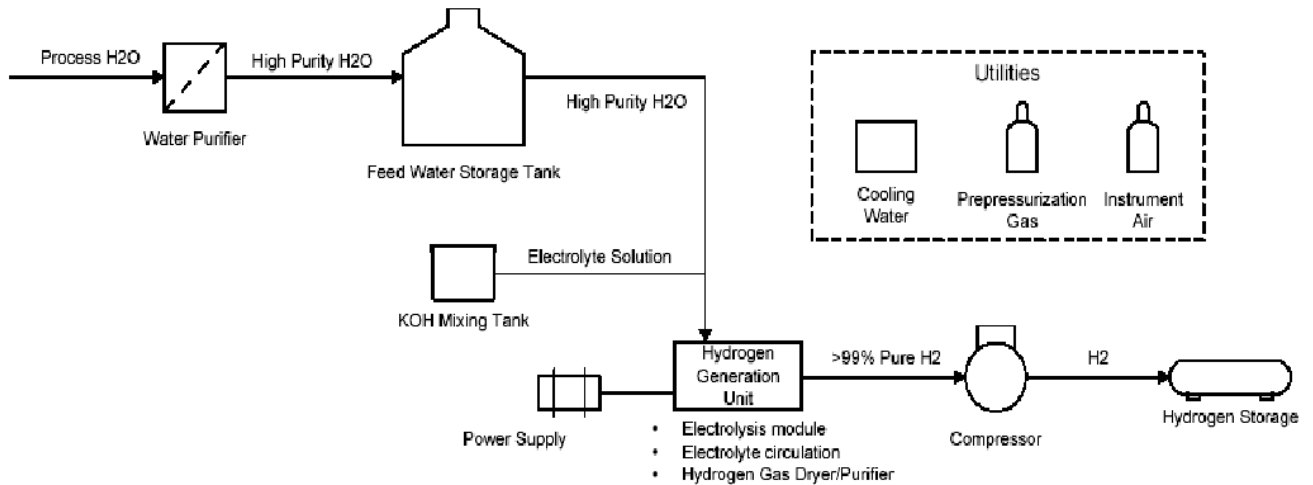 Process H2O
High Purity H2O
Water Purifier
Feed Water Storage Tank
High Purity H2O
Utilities
Cooling
Water
Prepressurization
Gas
Instrument
Air
Electrolyte Solution
KOH Mixing Tank
Hydrogen
Generation
Unit
>99% Pure H2
H2
Power Supply
Compressor
Hydrogen Storage
• Electrolysis module
• Electrolyte circulation
• Hydrogen Gas Dryer/Purifier